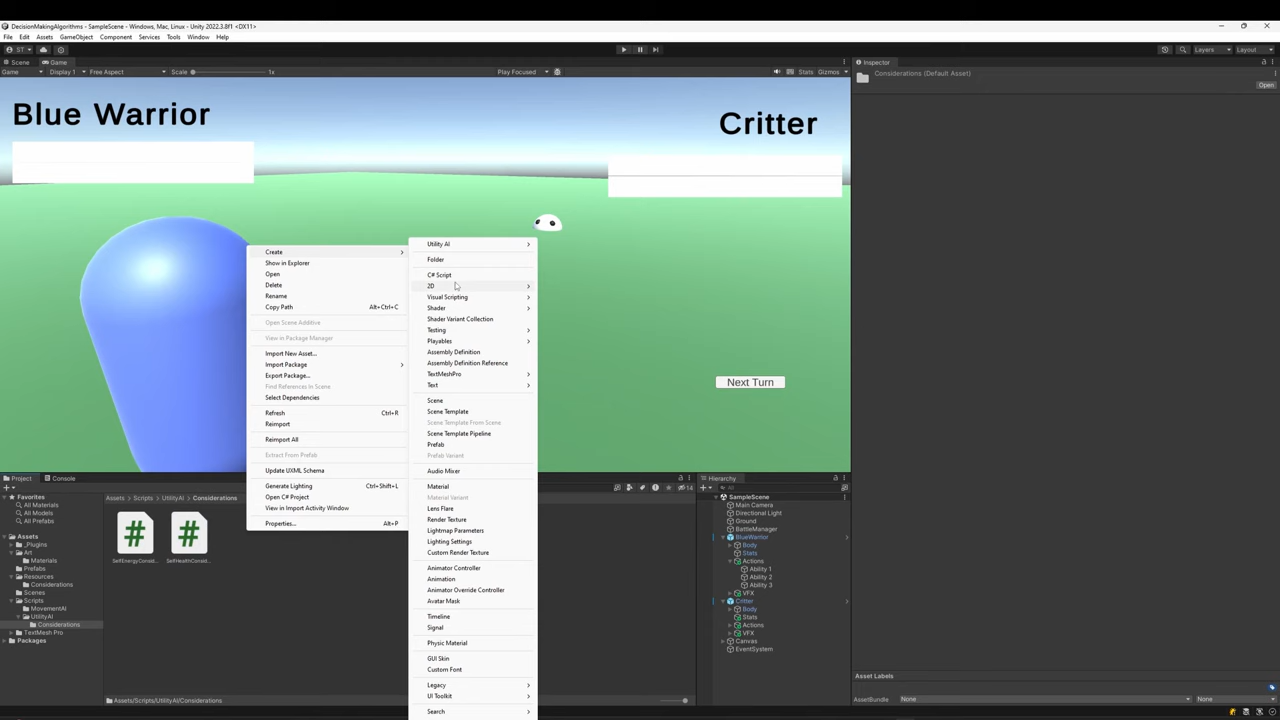 DecisionMakingAlgorithms - SampleScene - Windows, Mac, Linux - Unity 2022.3.8f1 <DX11>
File Edit Assets GameObject Component Services Tools Window Help
ST Layers Layout
Scene Game
Game Display 1 Free Aspect Scale 1x Play Focused Stats Gizmos
Inspector
Considerations (Default Asset)
Open
Blue Warrior
Critter
Next Turn
Create
Show in Explorer
Open
Delete
Rename
Copy Path Alt+Ctrl+C
Open Scene Additive
View in Package Manager
Import New Asset...
Import Package
Export Package...
Find References In Scene
Select Dependencies
Refresh Ctrl+R
Reimport
Reimport All
Extract From Prefab
Update UXML Schema
Generate Lighting Ctrl+Shift+L
Open C# Project
View in Import Activity Window
Properties... Alt+P
Utility AI
Folder
C# Script
2D
Visual Scripting
Shader
Shader Variant Collection
Testing
Playables
Assembly Definition
Assembly Definition Reference
TextMeshPro
Text
Scene
Scene Template
Scene Template From Scene
Scene Template Pipeline
Prefab
Prefab Variant
Audio Mixer
Material
Material Variant
Lens Flare
Render Texture
Lightmap Parameters
Lighting Settings
Custom Render Texture
Animator Controller
Animation
Animator Override Controller
Avatar Mask
Timeline
Signal
Physic Material
GUI Skin
Custom Font
Legacy
UI Toolkit
Search
Project Console
14
Favorites
All Materials
All Models
All Prefabs
Assets
_Plugins
Art
Materials
Prefabs
Resources
Considerations
Scenes
Scripts
MovementAI
UtilityAI
Considerations
TextMesh Pro
Packages
Assets > Scripts > UtilityAI > Considerations
SelfEnergyConsid...
SelfHealthConsid...
Assets/Scripts/UtilityAI/Considerations
Hierarchy
All
SampleScene
Main Camera
Directional Light
Ground
BattleManager
BlueWarrior
Body
Stats
Actions
Ability 1
Ability 2
Ability 3
VFX
Critter
Body
Stats
Actions
VFX
Canvas
EventSystem
Asset Labels
AssetBundle None None